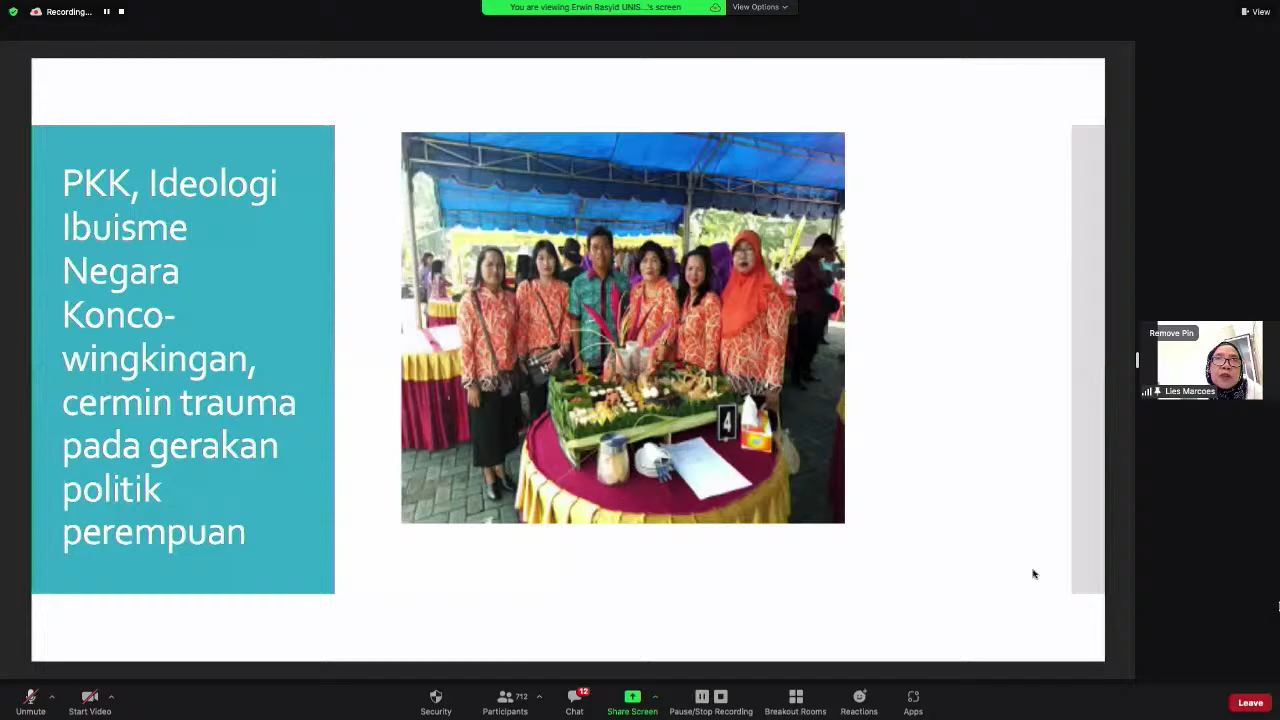 Recording...
You are viewing Erwin Rasyid UNIS...'s screen
View Options
View
PKK, Ideologi
Ibuisme
Negara
Konco-
wingkingan,
cermin trauma
pada gerakan
politik
perempuan
4
Remove Pin
Lies Marcoes
Unmute
Start Video
Security
712
Participants
12
Chat
Share Screen
Pause/Stop Recording
Breakout Rooms
Reactions
Apps
Leave